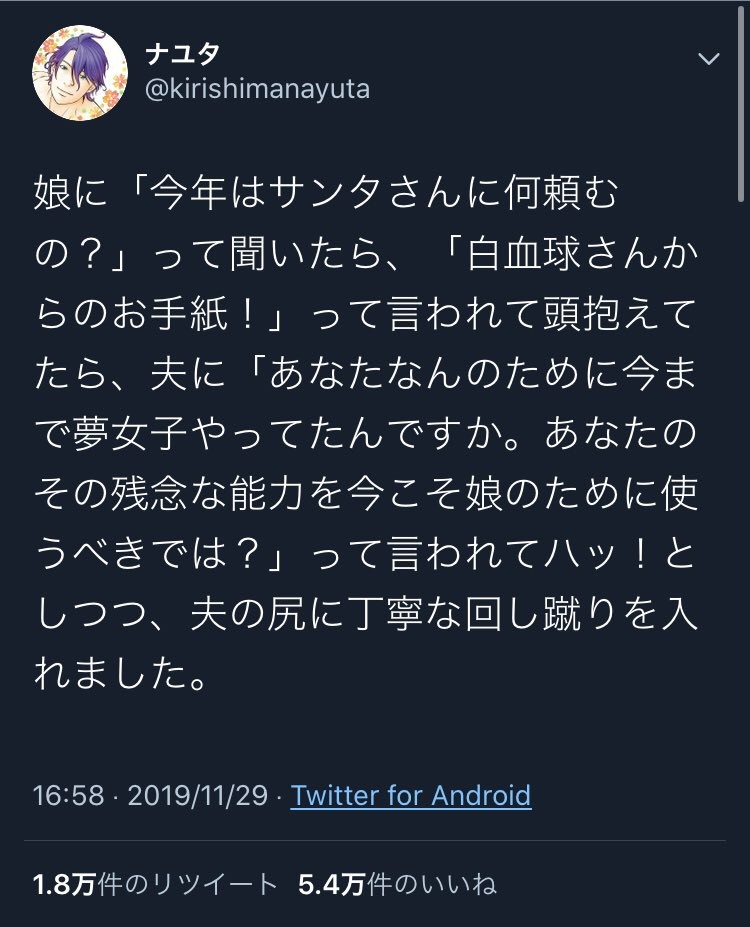 ナユタ
@kirishimanayuta
娘に「今年はサンタさんに何頼む
の？」って聞いたら、「白血球さんか
らのお手紙！」って言われて頭抱えて
たら、夫に「あなたなんのために今ま
で夢女子やってたんですか。あなたの
その残念な能力を今こそ娘のために使
うべきでは？」って言われてハッ！と
しつつ、夫の尻に丁寧な回し蹴りを入
れました。
16:58 · 2019/11/29 · Twitter for Android
1.8万件のリツイート 5.4万件のいいね